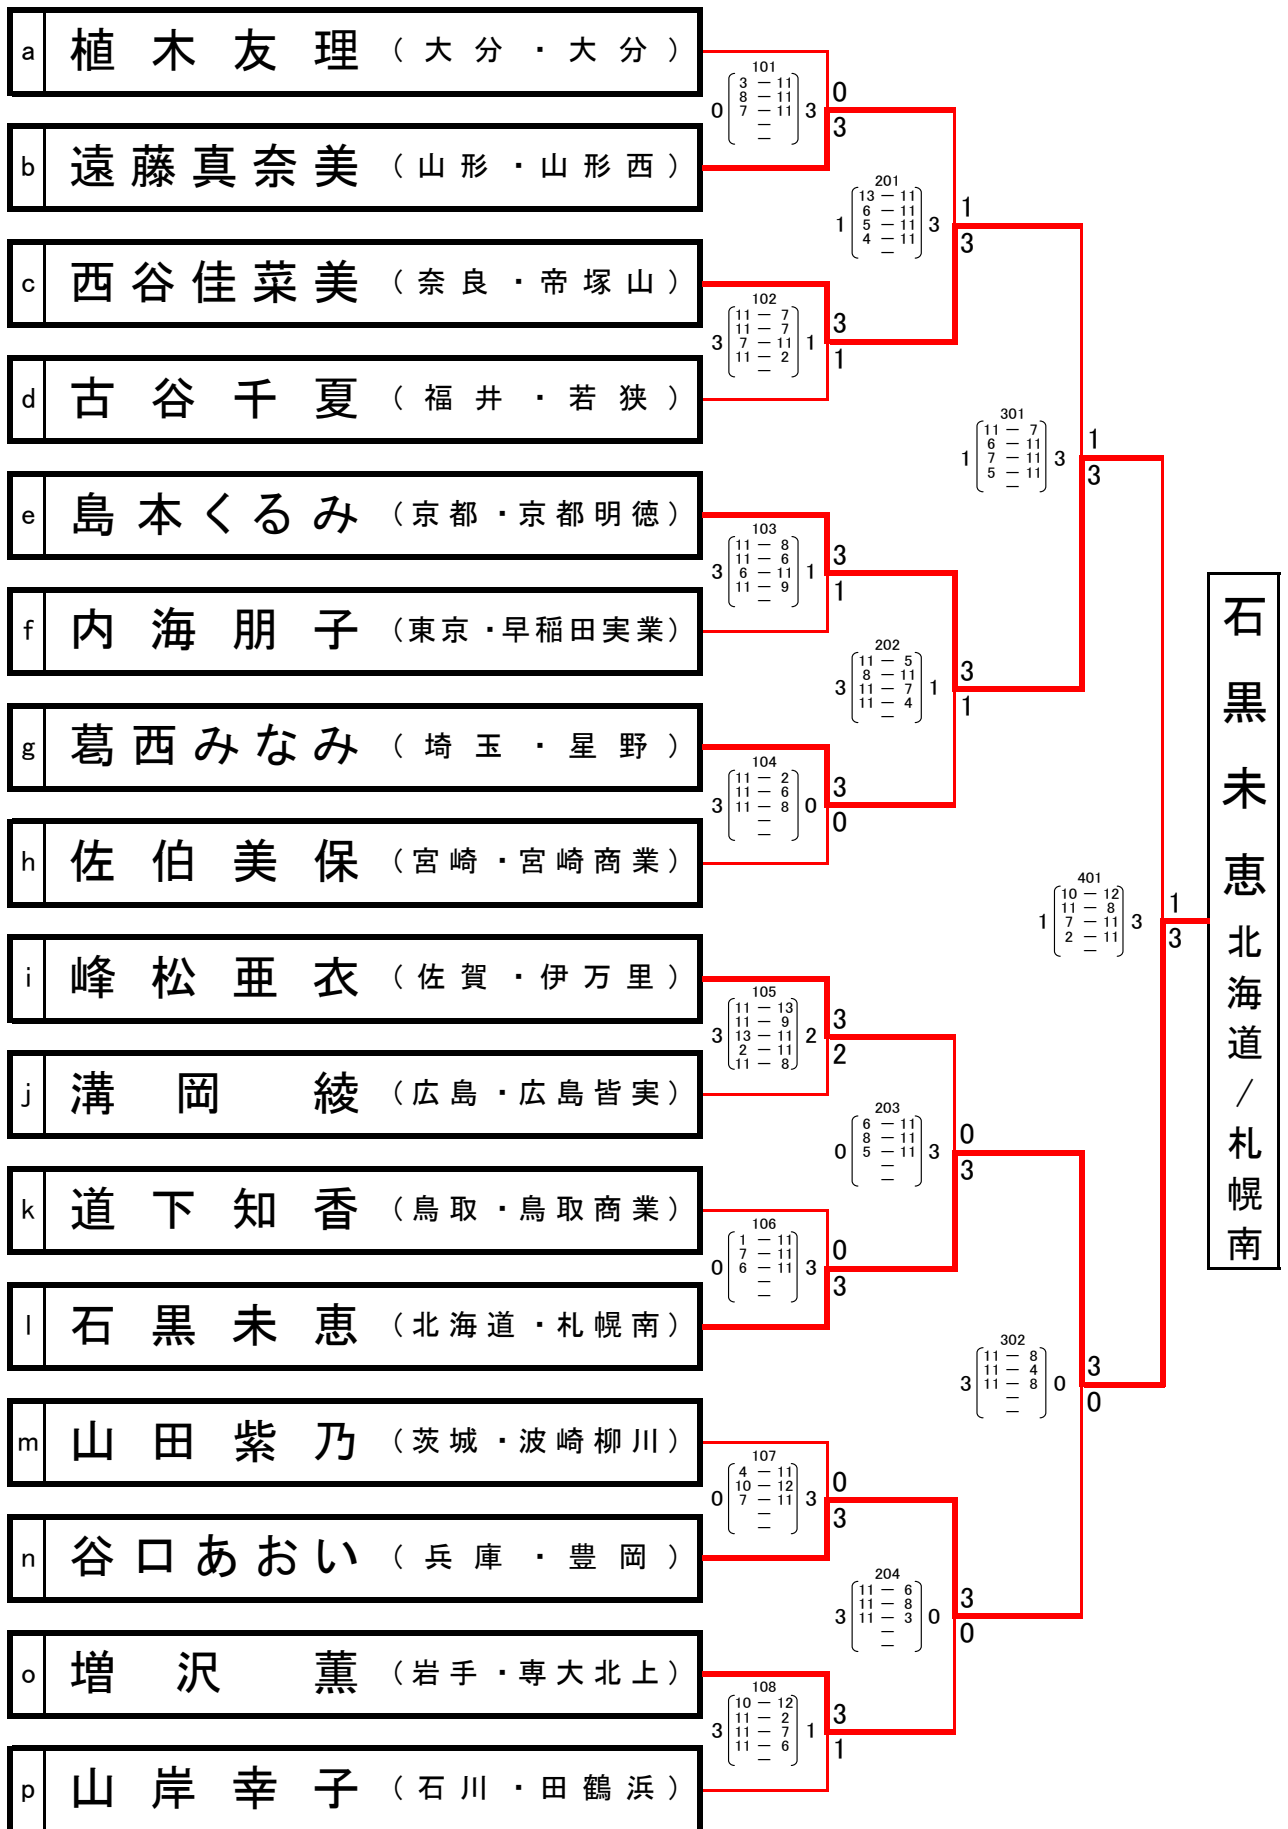 a 植木友理 (大分・大分)
b 遠藤真奈美 (山形・山形西)
c 西谷佳菜美 (奈良・帝塚山)
d 古谷千夏 (福井・若狭)
e 島本くるみ (京都・京都明徳)
f 内海朋子 (東京・早稲田実業)
g 葛西みなみ (埼玉・星野)
h 佐伯美保 (宮崎・宮崎商業)
i 峰松亜衣 (佐賀・伊万里)
j 溝岡綾 (広島・広島皆実)
k 道下知香 (鳥取・鳥取商業)
l 石黒未恵 (北海道・札幌南)
m 山田紫乃 (茨城・波崎柳川)
n 谷口あおい (兵庫・豊岡)
o 増沢薫 (岩手・専大北上)
p 山岸幸子 (石川・田鶴浜)
101
3 — 11
8 — 11
0 7 — 11 3
—
—
0
3
102
11 — 7
11 — 7
3 7 — 11 1
11 — 2
—
3
1
103
11 — 8
11 — 6
3 6 — 11 1
11 — 9
—
3
1
104
11 — 2
11 — 6
3 11 — 8 0
—
—
3
0
105
11 — 13
11 — 9
3 13 — 11 2
2 — 11
11 — 8
3
2
106
1 — 11
7 — 11
0 6 — 11 3
—
—
0
3
107
4 — 11
10 — 12
0 7 — 11 3
—
—
0
3
108
10 — 12
11 — 2
3 11 — 7 1
11 — 6
—
3
1
201
13 — 11
6 — 11
1 5 — 11 3
4 — 11
—
1
3
202
11 — 5
8 — 11
3 11 — 7 1
11 — 4
—
3
1
203
6 — 11
8 — 11
0 5 — 11 3
—
—
0
3
204
11 — 6
11 — 8
3 11 — 3 0
—
—
3
0
301
11 — 7
6 — 11
1 7 — 11 3
5 — 11
—
1
3
302
11 — 8
11 — 4
3 11 — 8 0
—
—
3
0
401
10 — 12
11 — 8
1 7 — 11 3
2 — 11
—
1
3
石黒未恵 北海道/札幌南